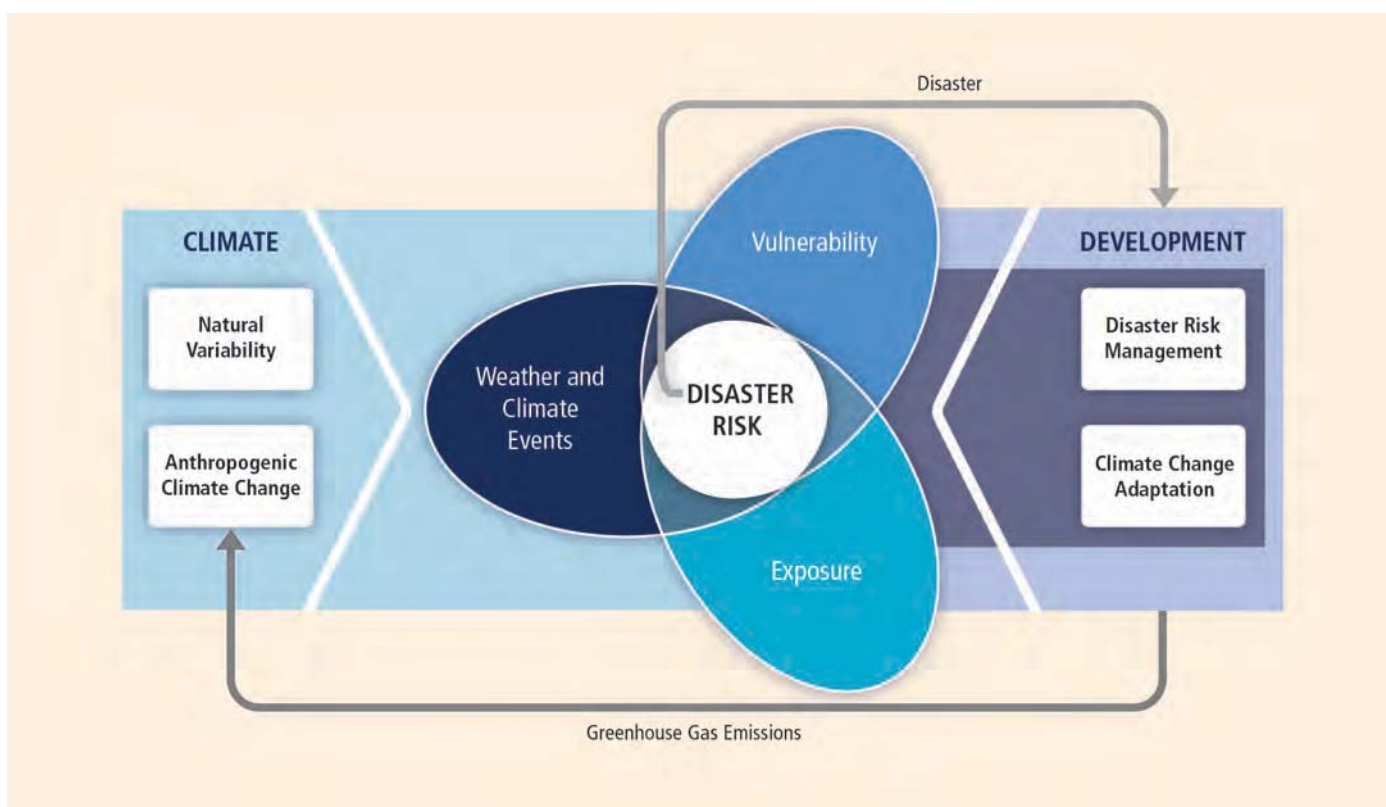 Disaster
CLIMATE
Natural
Variability
Anthropogenic
Climate Change
Weather and
Climate
Events
Vulnerability
DISASTER
RISK
Exposure
DEVELOPMENT
Disaster Risk
Management
Climate Change
Adaptation
Greenhouse Gas Emissions